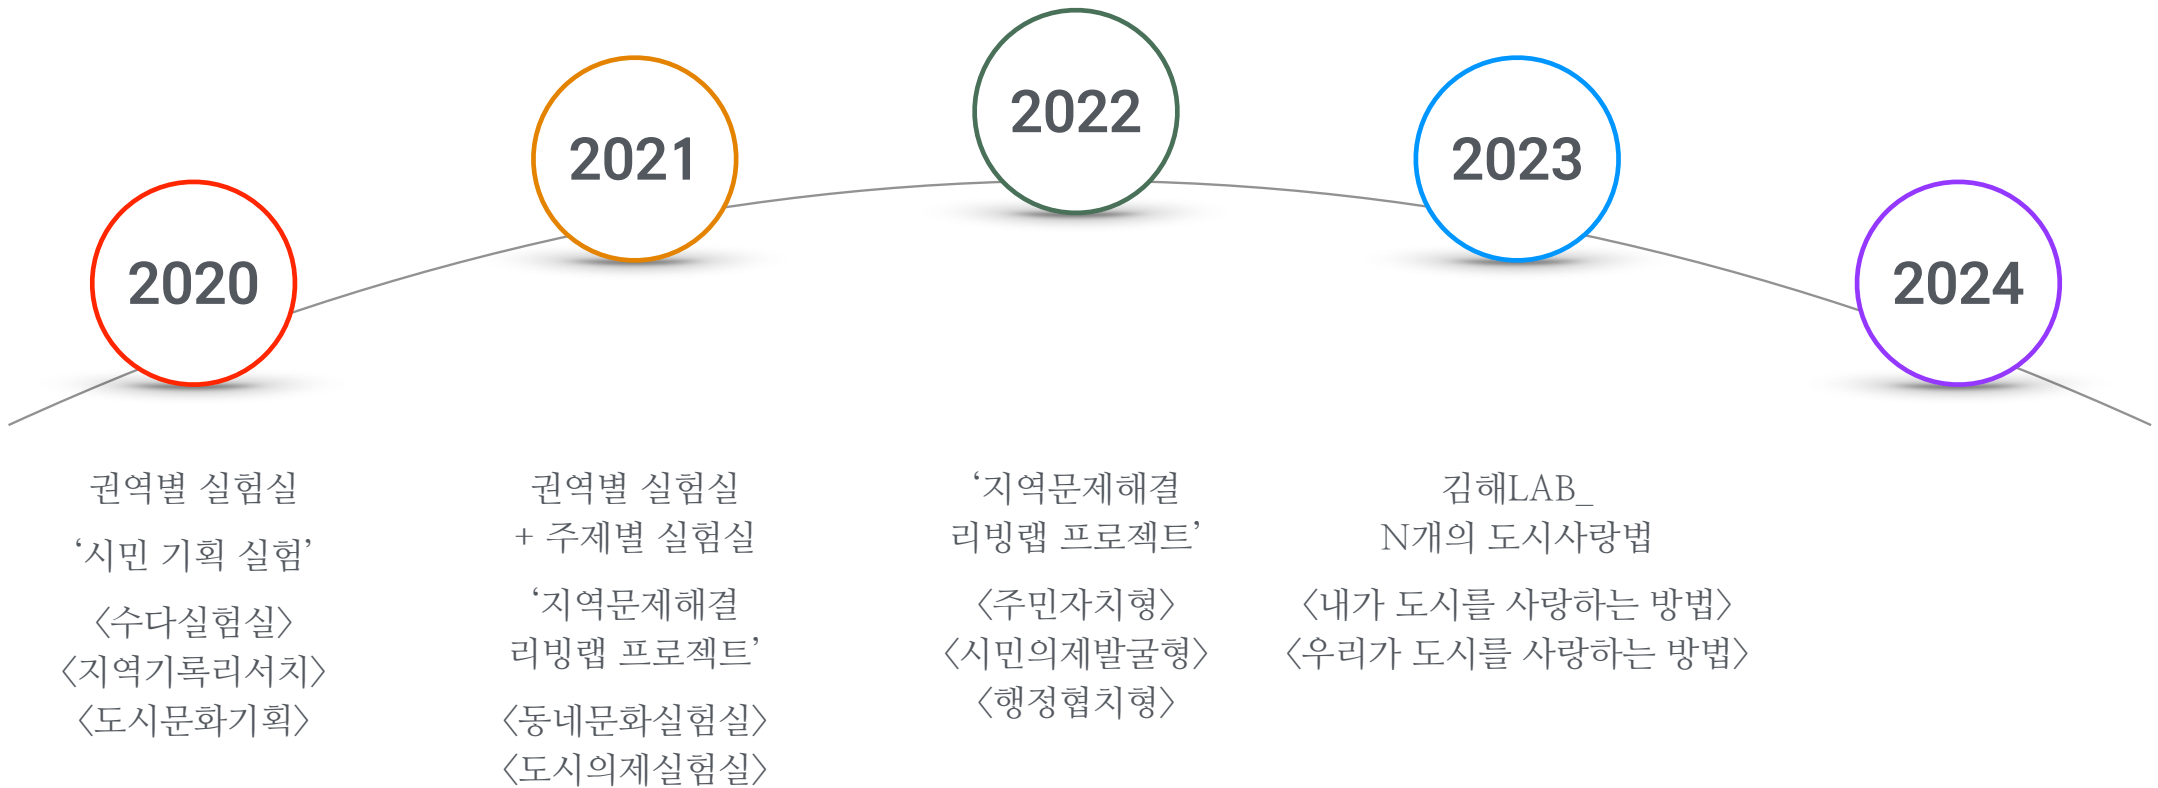 2020
2021
2022
2023
2024
권역별 실험실
‘시민 기획 실험’
〈수다실험실〉
〈지역기록리서치〉
〈도시문화기획〉
권역별 실험실
+ 주제별 실험실
‘지역문제해결
리빙랩 프로젝트’
〈동네문화실험실〉
〈도시의제실험실〉
‘지역문제해결
리빙랩 프로젝트’
〈주민자치형〉
〈시민의제발굴형〉
〈행정협치형〉
김해LAB_
N개의 도시사랑법
〈내가 도시를 사랑하는 방법〉
〈우리가 도시를 사랑하는 방법〉